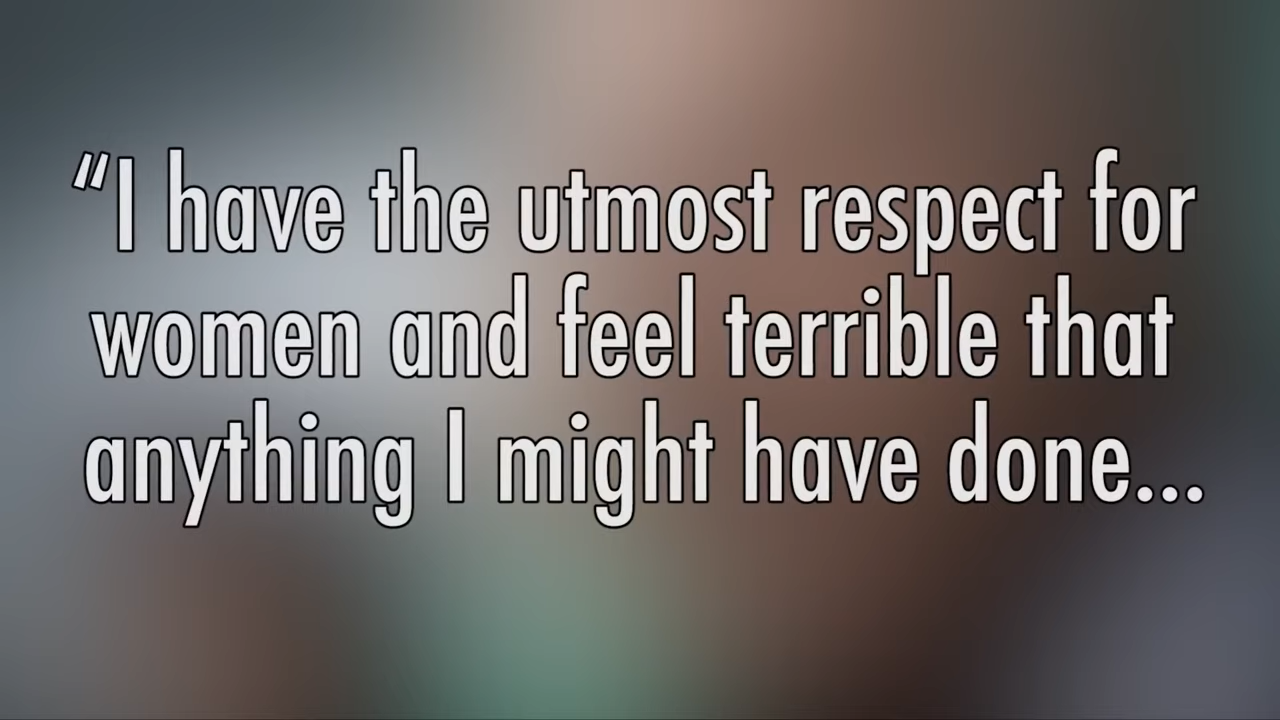 “I have the utmost respect for
women and feel terrible that
anything I might have done...